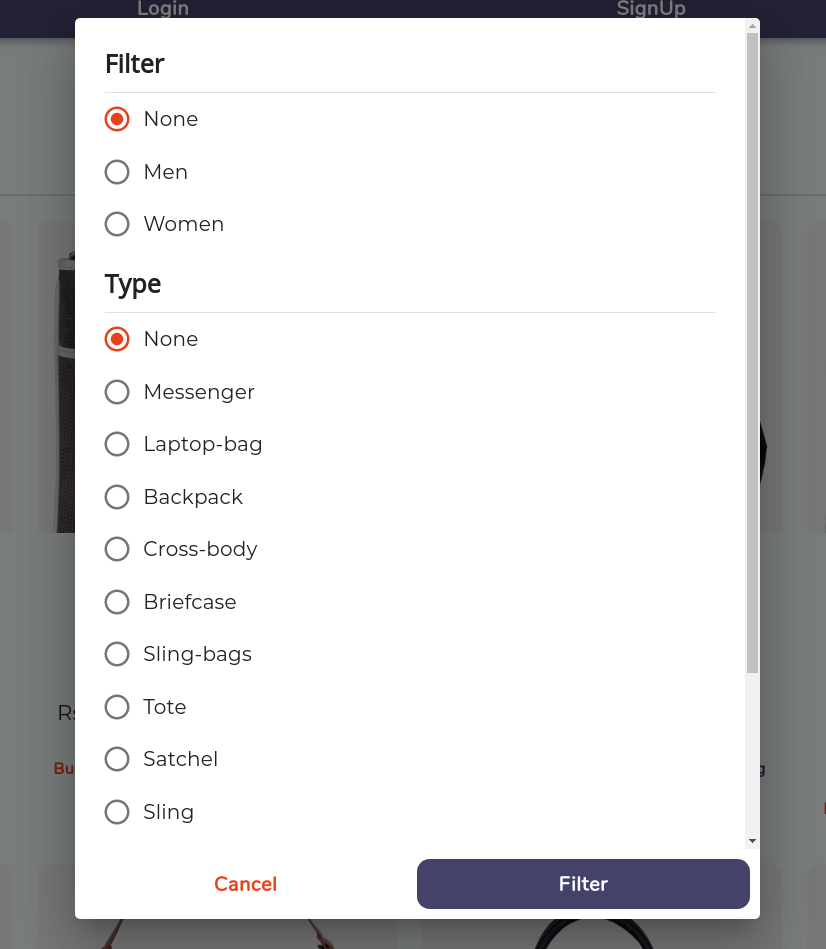 Login
SignUp
Filter
None
Men
Women
Type
None
Messenger
Laptop-bag
Backpack
Cross-body
Briefcase
Sling-bags
Tote
Satchel
Sling
Cancel
Filter